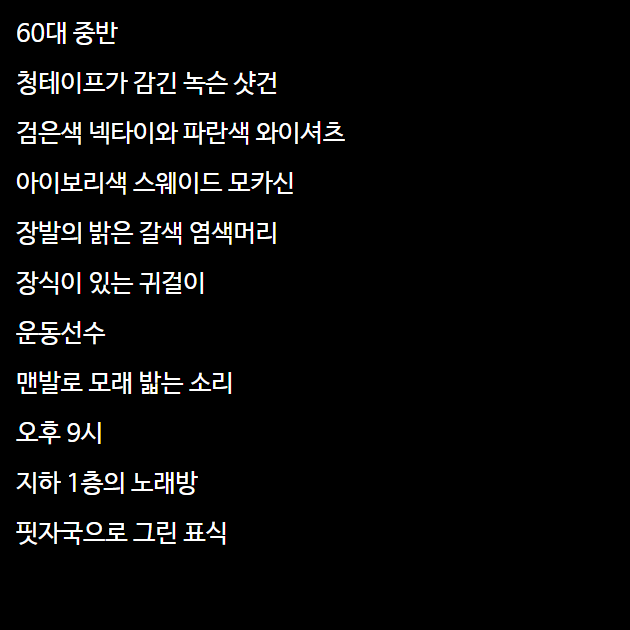 60대 중반
청테이프가 감긴 녹슨 샷건
검은색 넥타이와 파란색 와이셔츠
아이보리색 스웨이드 모카신
장발의 밝은 갈색 염색머리
장식이 있는 귀걸이
운동선수
맨발로 모래 밟는 소리
오후 9시
지하 1층의 노래방
핏자국으로 그린 표식